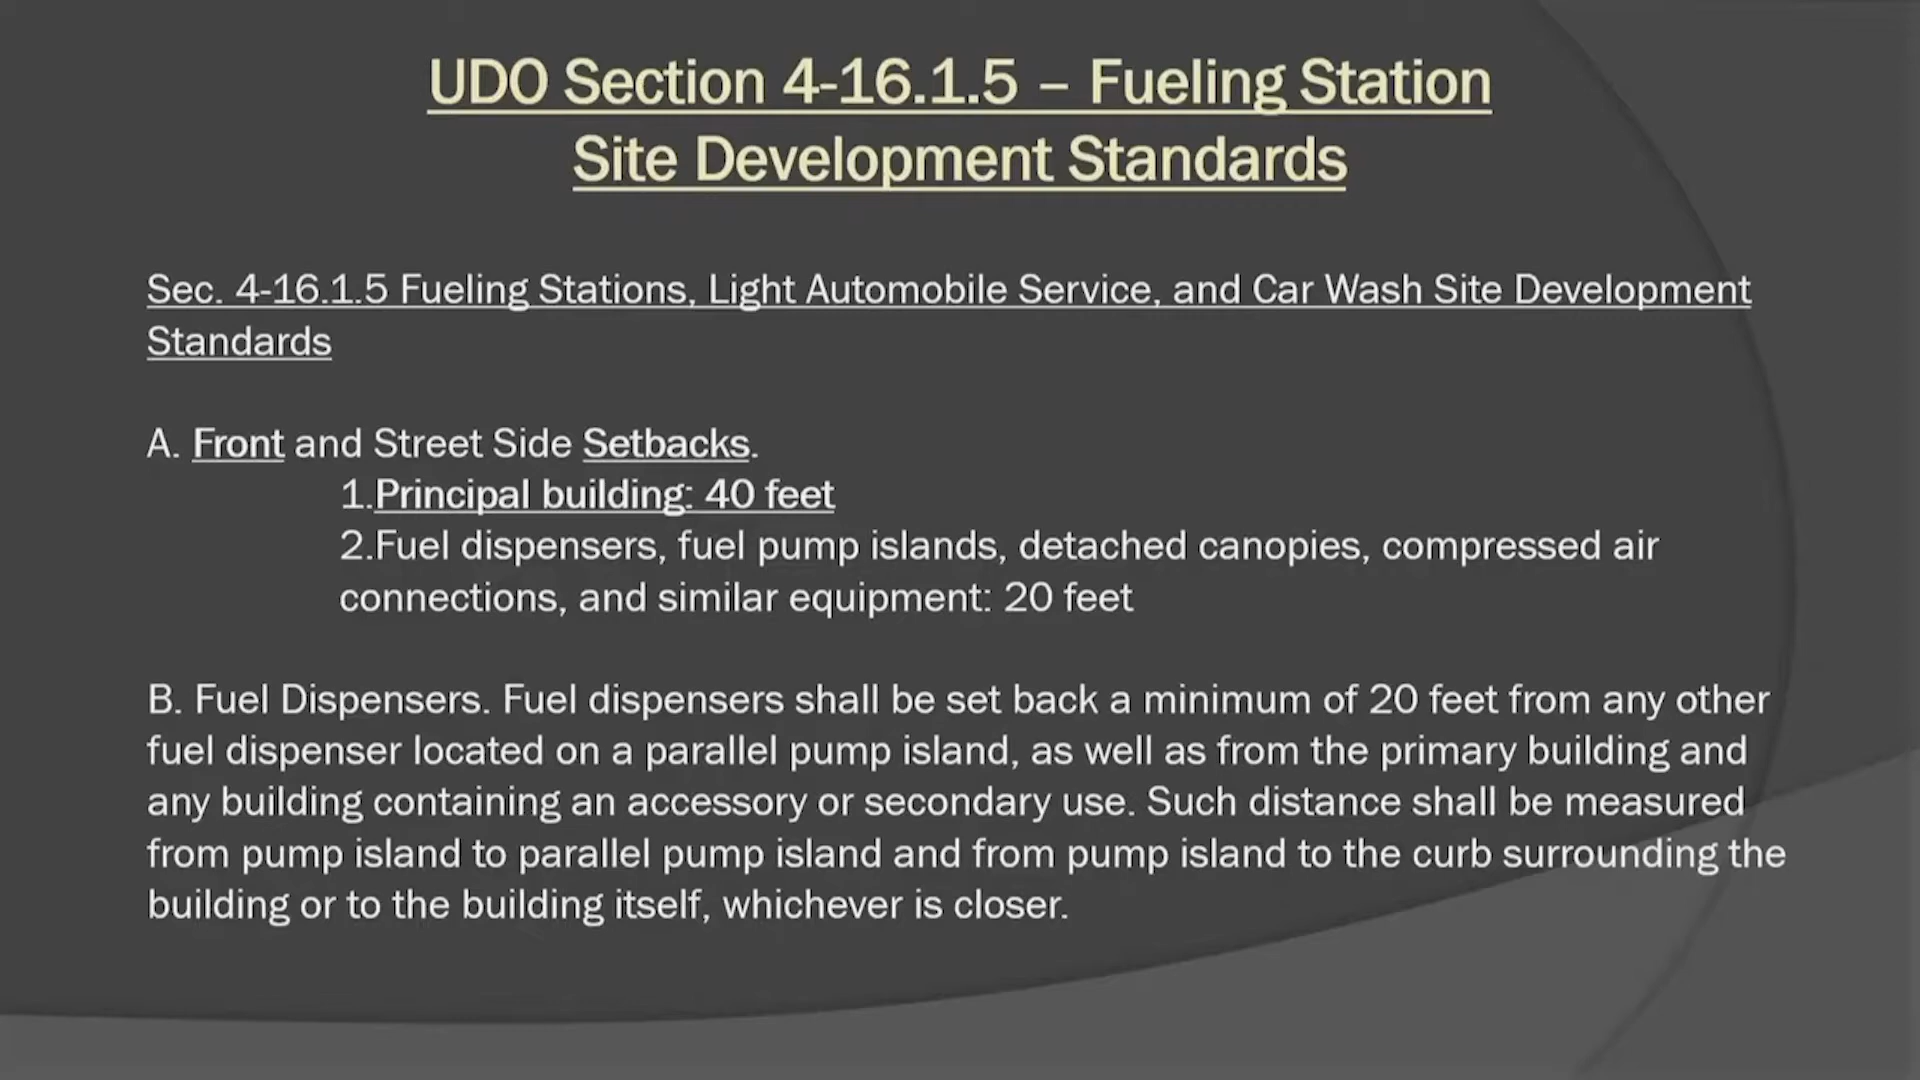 UDO Section 4-16.1.5 – Fueling Station
Site Development Standards
Sec. 4-16.1.5 Fueling Stations, Light Automobile Service, and Car Wash Site Development
Standards
A. Front and Street Side Setbacks.
1.Principal building: 40 feet
2.Fuel dispensers, fuel pump islands, detached canopies, compressed air
connections, and similar equipment: 20 feet
B. Fuel Dispensers. Fuel dispensers shall be set back a minimum of 20 feet from any other
fuel dispenser located on a parallel pump island, as well as from the primary building and
any building containing an accessory or secondary use. Such distance shall be measured
from pump island to parallel pump island and from pump island to the curb surrounding the
building or to the building itself, whichever is closer.